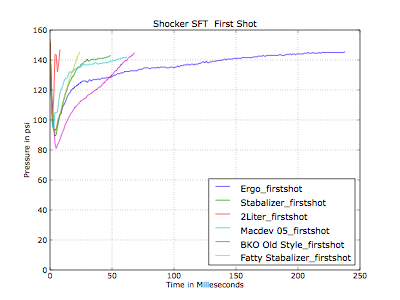 Shocker SFT First Shot
160
140
120
100
80
60
40
20
0
Pressure in psi
0 50 100 150 200 250
Time in Milleseconds
Ergo_firstshot
Stabalizer_firstshot
2Liter_firstshot
Macdev 05_firstshot
BKO Old Style_firstshot
Fatty Stabalizer_firstshot